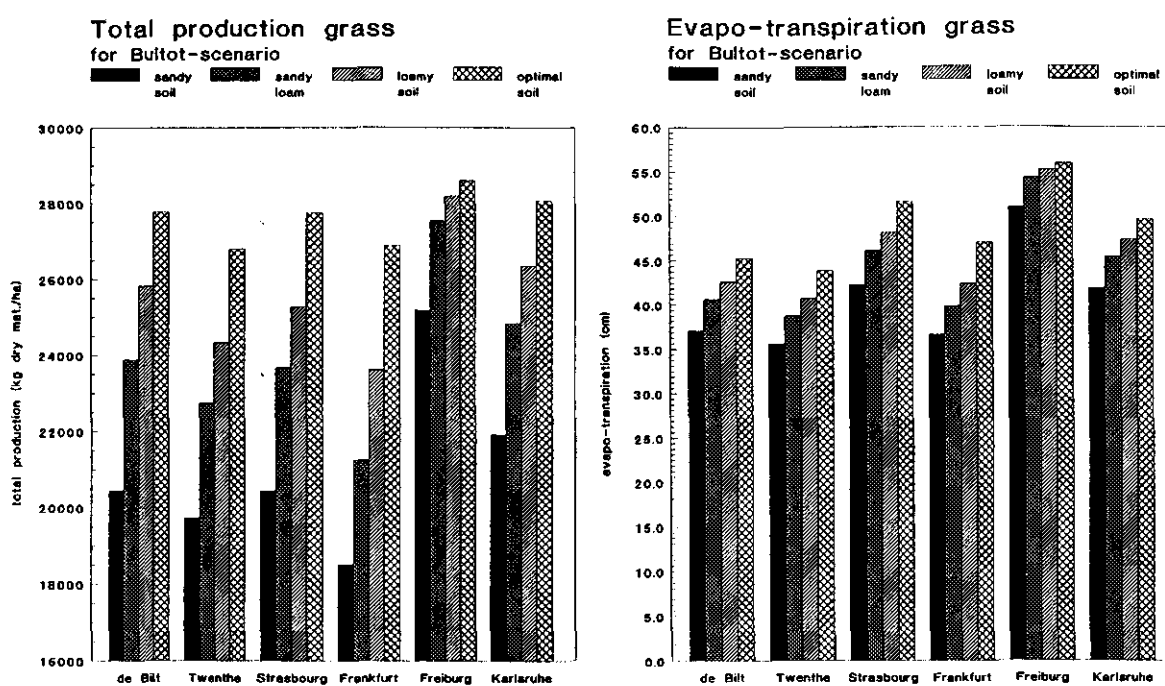 Total production grass
for Bultot-scenario
sandy soil
sandy loam
loamy soil
optimal soil
total production (kg dry mat./ha)
30000
28000
26000
24000
22000
20000
18000
16000
de Bilt
Twenthe
Strasbourg
Frankfurt
Freiburg
Karlsruhe
Evapo-transpiration grass
for Bultot-scenario
sandy soil
sandy loam
loamy soil
optimal soil
evapo-transpiration (cm)
60.0
55.0
50.0
45.0
40.0
35.0
30.0
25.0
20.0
15.0
10.0
5.0
0.0
de Bilt
Twenthe
Strasbourg
Frankfurt
Freiburg
Karlsruhe